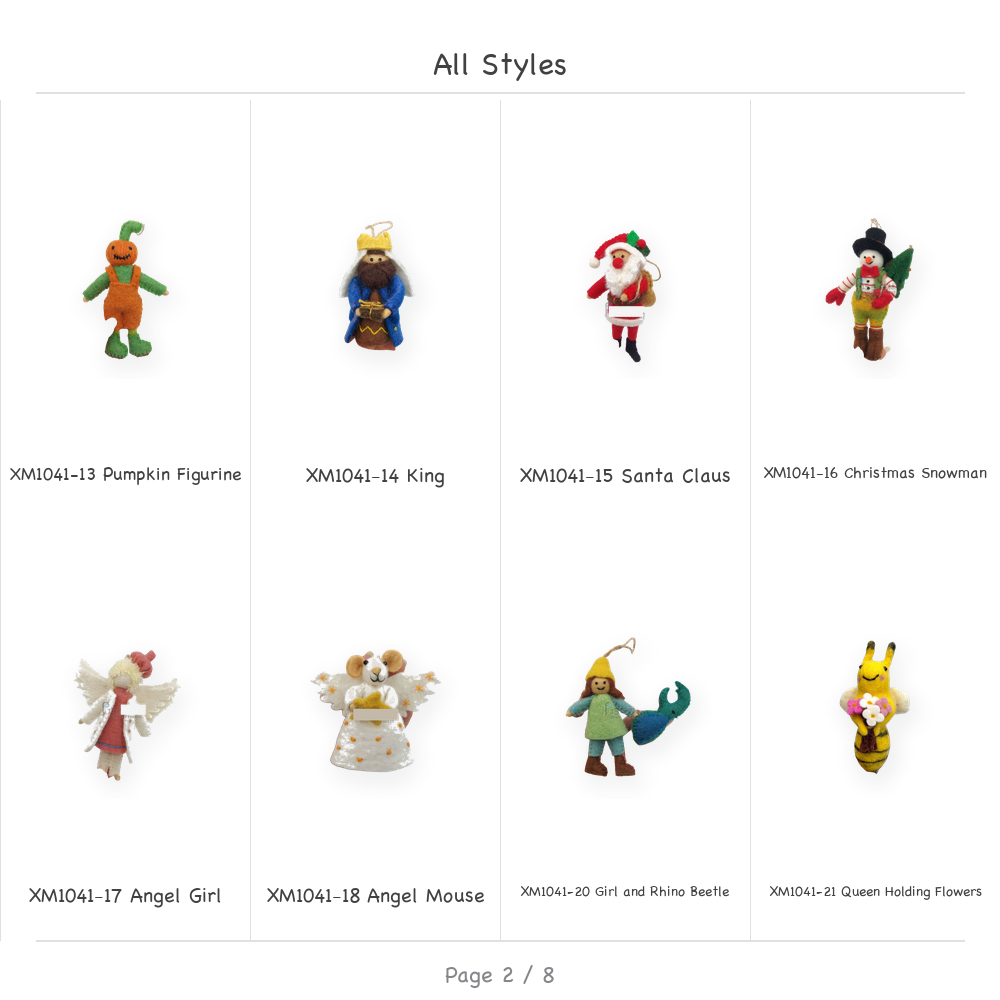 All Styles
XM1041-13 Pumpkin Figurine
XM1041-14 King
XM1041-15 Santa Claus
XM1041-16 Christmas Snowman
XM1041-17 Angel Girl
XM1041-18 Angel Mouse
XM1041-20 Girl and Rhino Beetle
XM1041-21 Queen Holding Flowers
Page 2 / 8